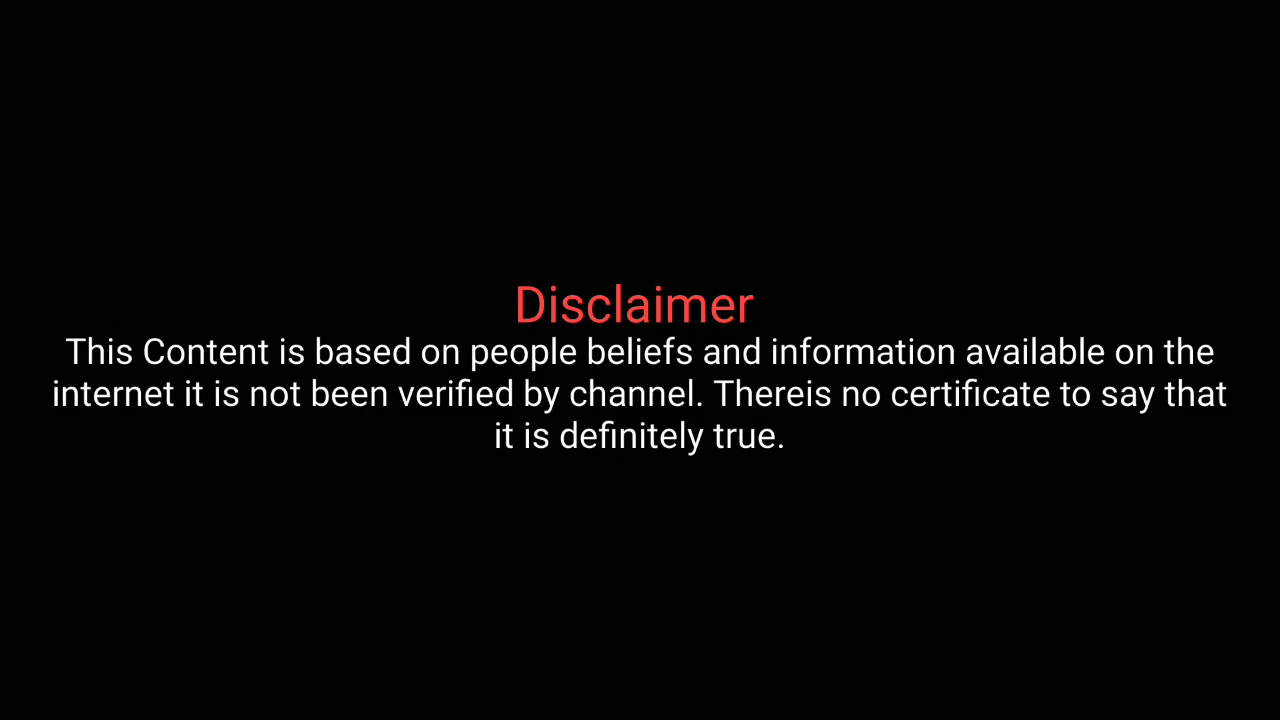 Disclaimer
This Content is based on people beliefs and information available on the
internet it is not been verified by channel. Thereis no certificate to say that
it is definitely true.